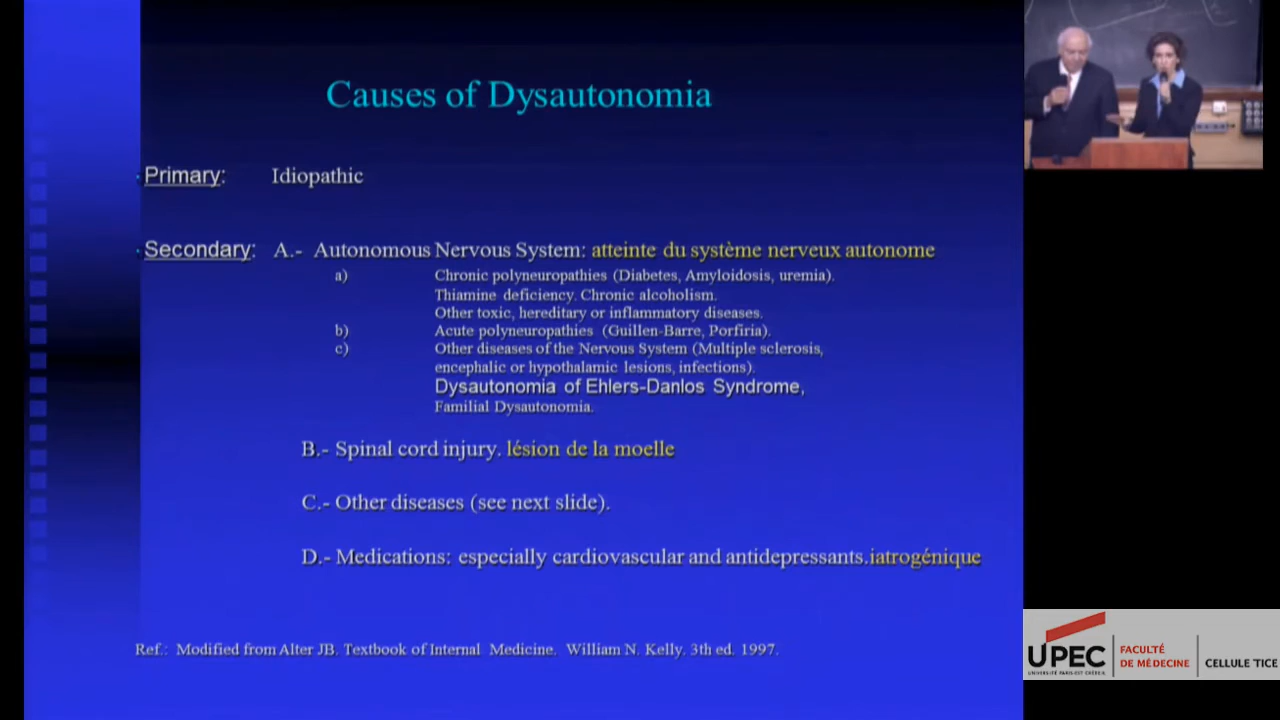 Causes of Dysautonomia
Primary: Idiopathic
Secondary: A.- Autonomous Nervous System: atteinte du système nerveux autonome
a) Chronic polyneuropathies (Diabetes, Amyloidosis, uremia).
Thiamine deficiency. Chronic alcoholism.
Other toxic, hereditary or inflammatory diseases.
b) Acute polyneuropathies (Guillen-Barre, Porfiria).
c) Other diseases of the Nervous System (Multiple sclerosis,
encephalic or hypothalamic lesions, infections).
Dysautonomia of Ehlers-Danlos Syndrome,
Familial Dysautonomia.
B.- Spinal cord injury. lésion de la moelle
C.- Other diseases (see next slide).
D.- Medications: especially cardiovascular and antidepressants.iatrogénique
Ref.: Modified from Alter JB. Textbook of Internal Medicine. William N. Kelly. 3th ed. 1997.
UPEC
UNIVERSITÉ PARIS-EST CRÉTEIL
FACULTÉ
DE MÉDECINE
CELLULE TICE